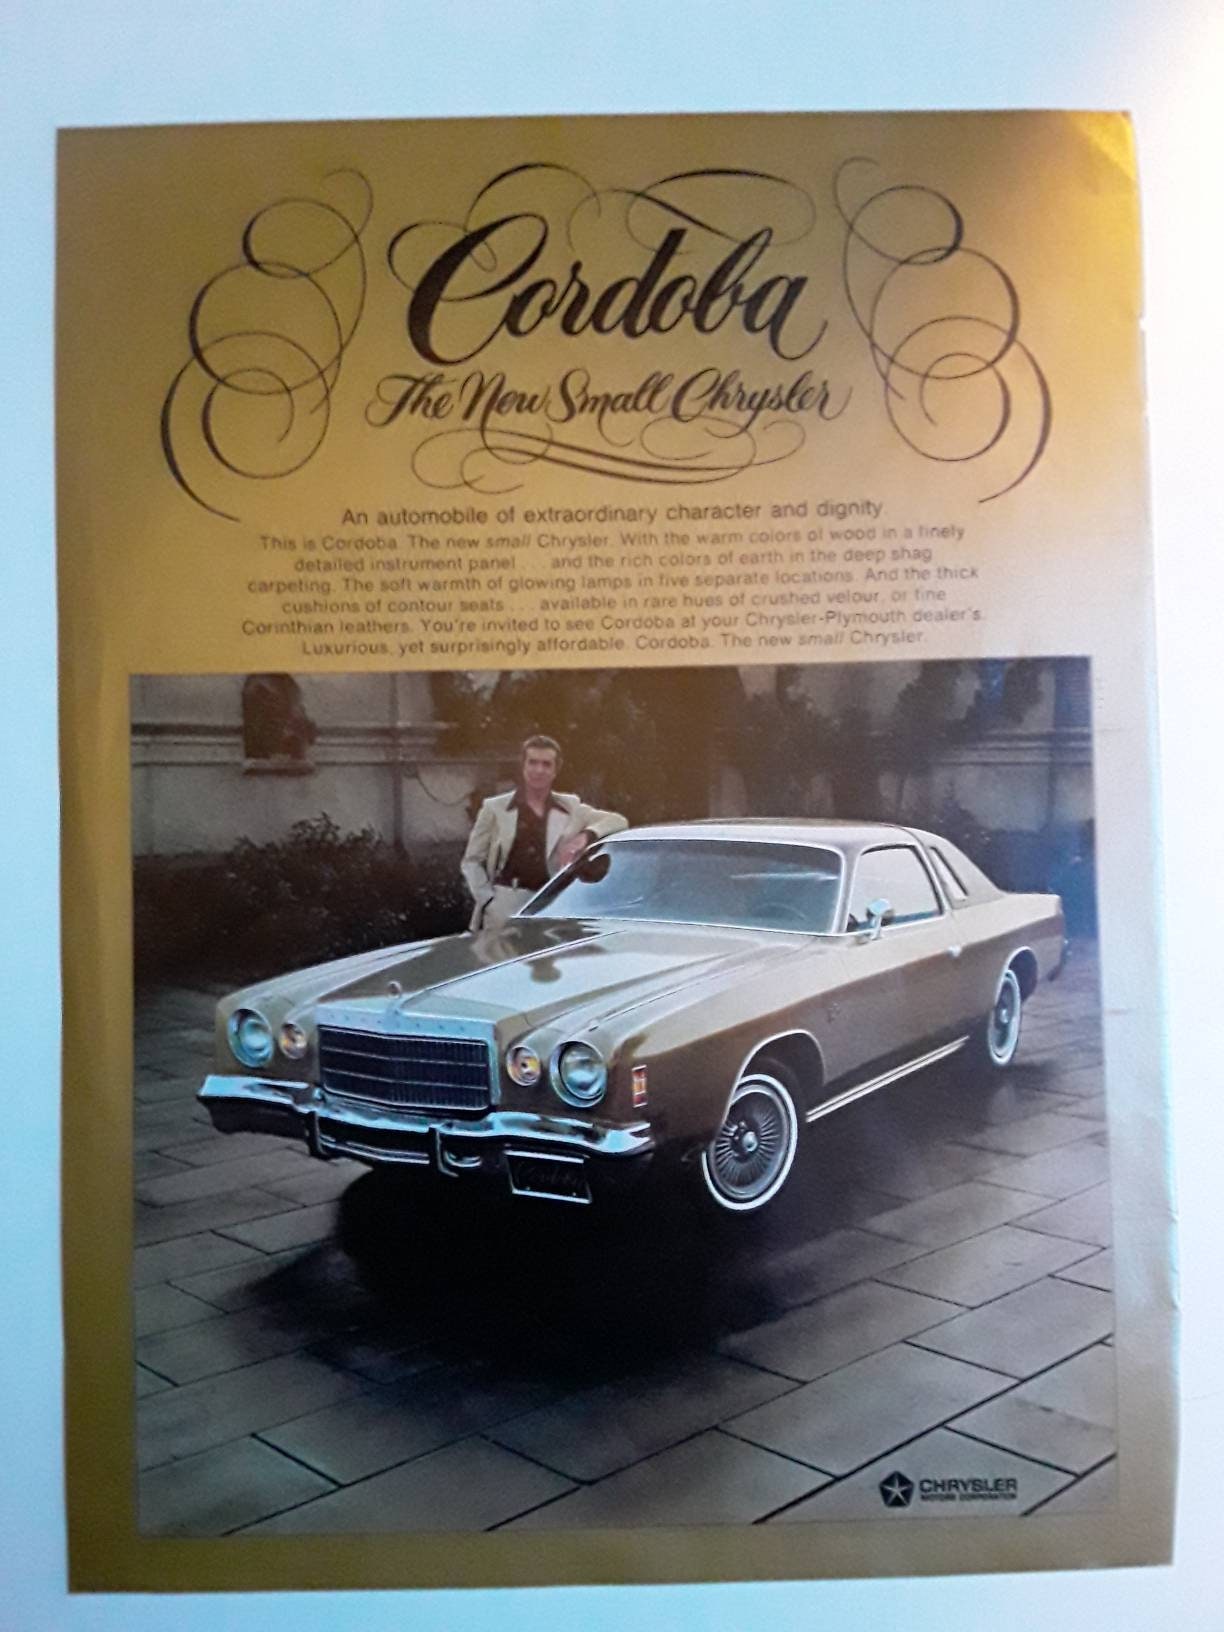 Cordoba
The New Small Chrysler
An automobile of extraordinary character and dignity.
This is Cordoba. The new small Chrysler. With the warm colors of wood in a finely
detailed instrument panel . . . and the rich colors of earth in the deep shag
carpeting. The soft warmth of glowing lamps in five separate locations. And the thick
cushions of contour seats . . . available in rare hues of crushed velour, or fine
Corinthian leathers. You're invited to see Cordoba at your Chrysler-Plymouth dealer's.
Luxurious, yet surprisingly affordable. Cordoba. The new small Chrysler.
Cordoba
CHRYSLER
MOTORS CORPORATION